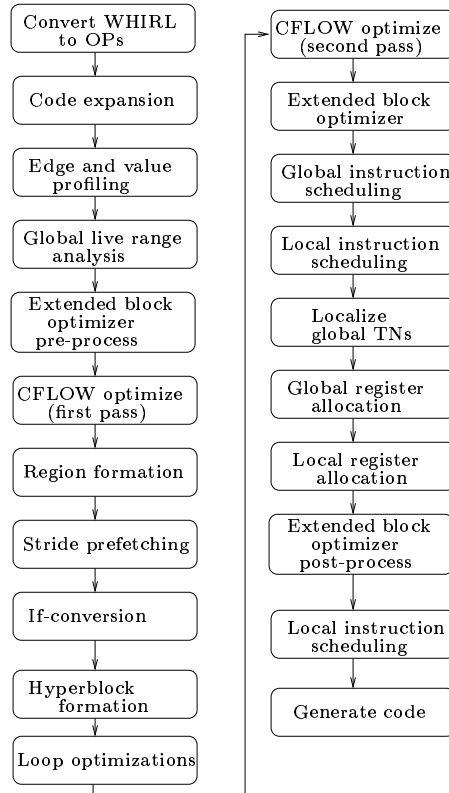 Convert WHIRL
to OPs
Code expansion
Edge and value
profiling
Global live range
analysis
Extended block
optimizer
pre-process
CFLOW optimize
(first pass)
Region formation
Stride prefetching
If-conversion
Hyperblock
formation
Loop optimizations
CFLOW optimize
(second pass)
Extended block
optimizer
Global instruction
scheduling
Local instruction
scheduling
Localize
global TNs
Global register
allocation
Local register
allocation
Extended block
optimizer
post-process
Local instruction
scheduling
Generate code